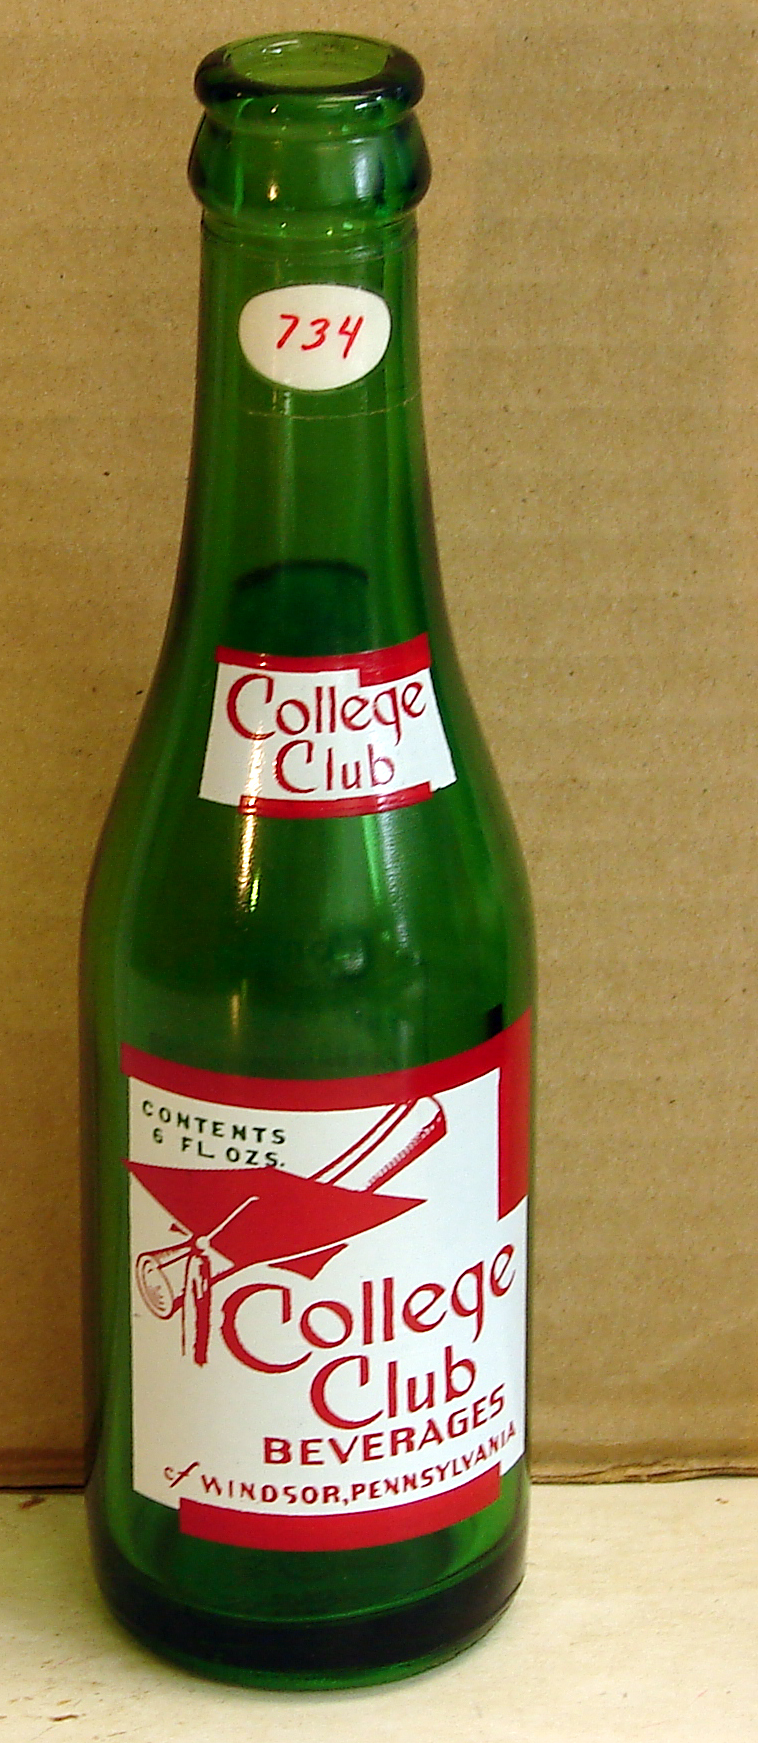 734
College
Club
CONTENTS
6 FL. OZS.
College
Club
BEVERAGES
of WINDSOR, PENNSYLVANIA